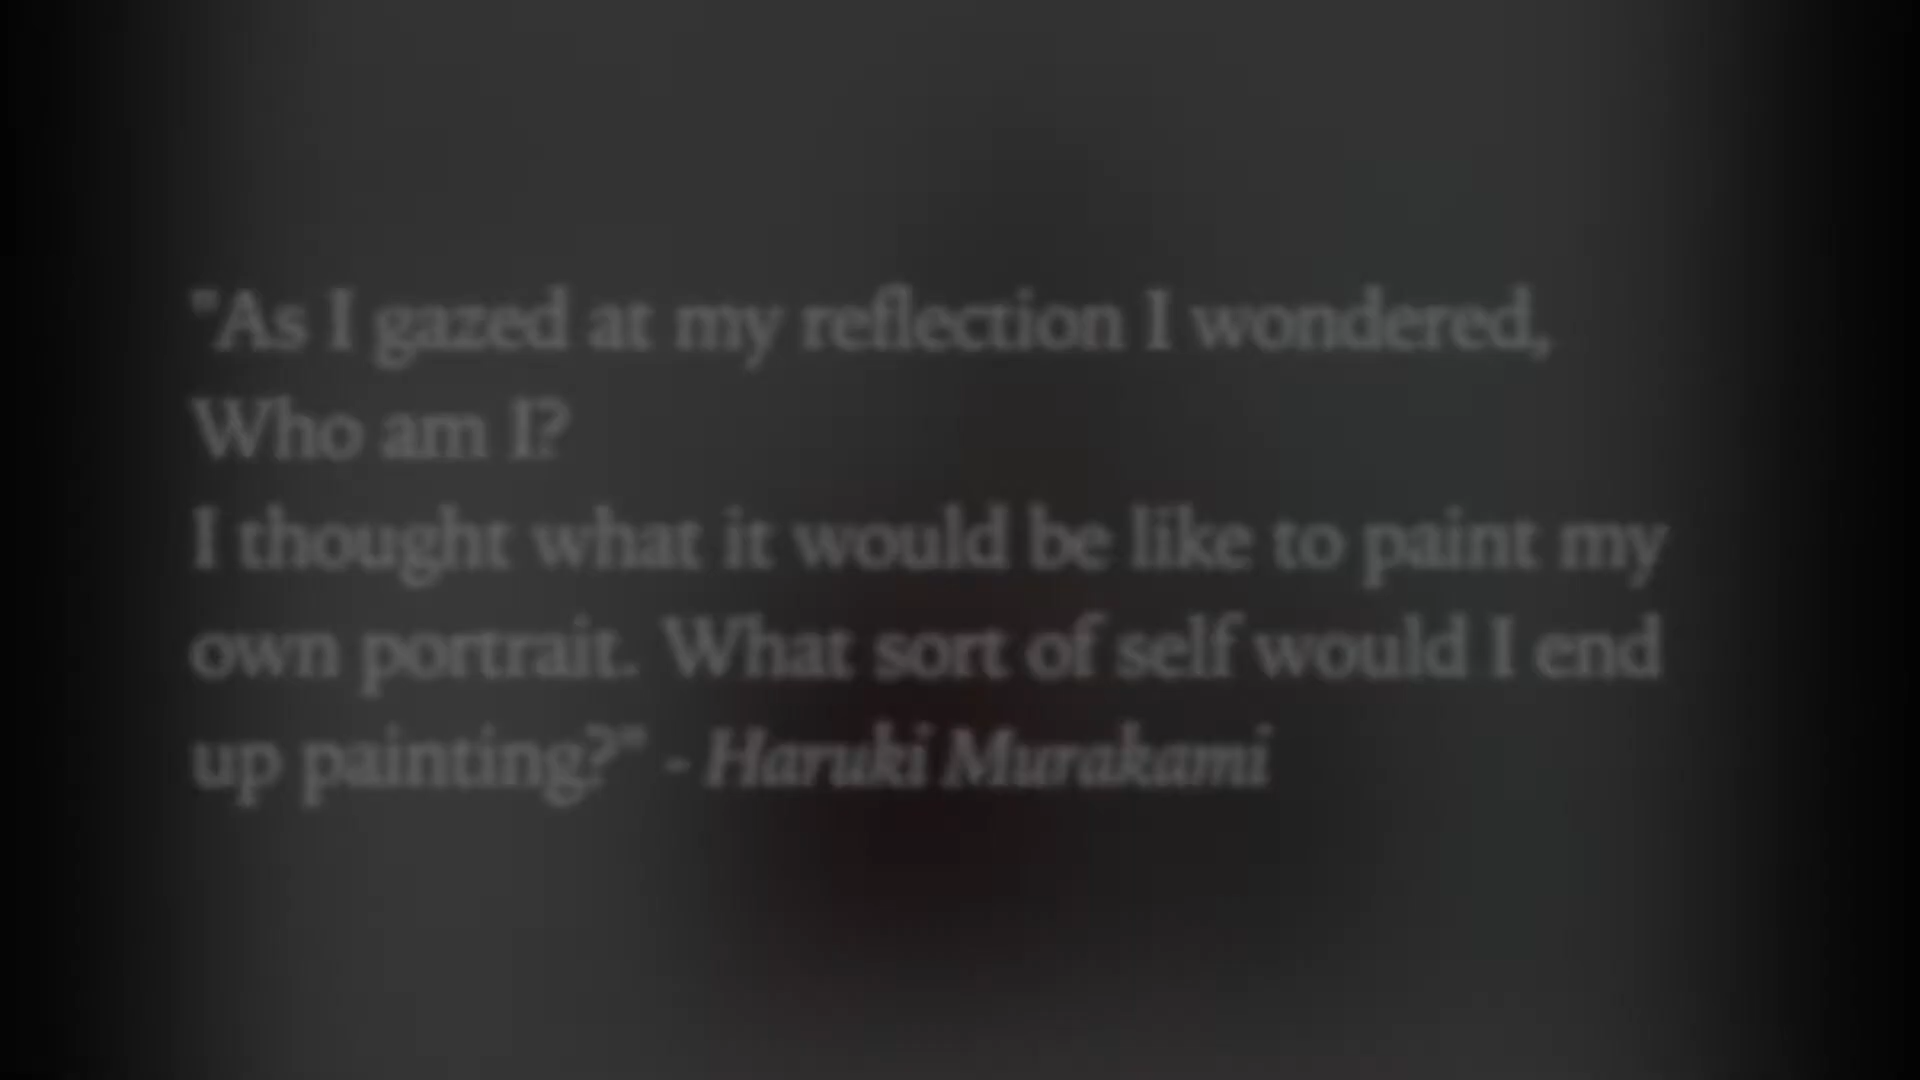 "As I gazed at my reflection I wondered,
Who am I?
I thought what it would be like to paint my
own portrait. What sort of self would I end
up painting?" - Haruki Murakami